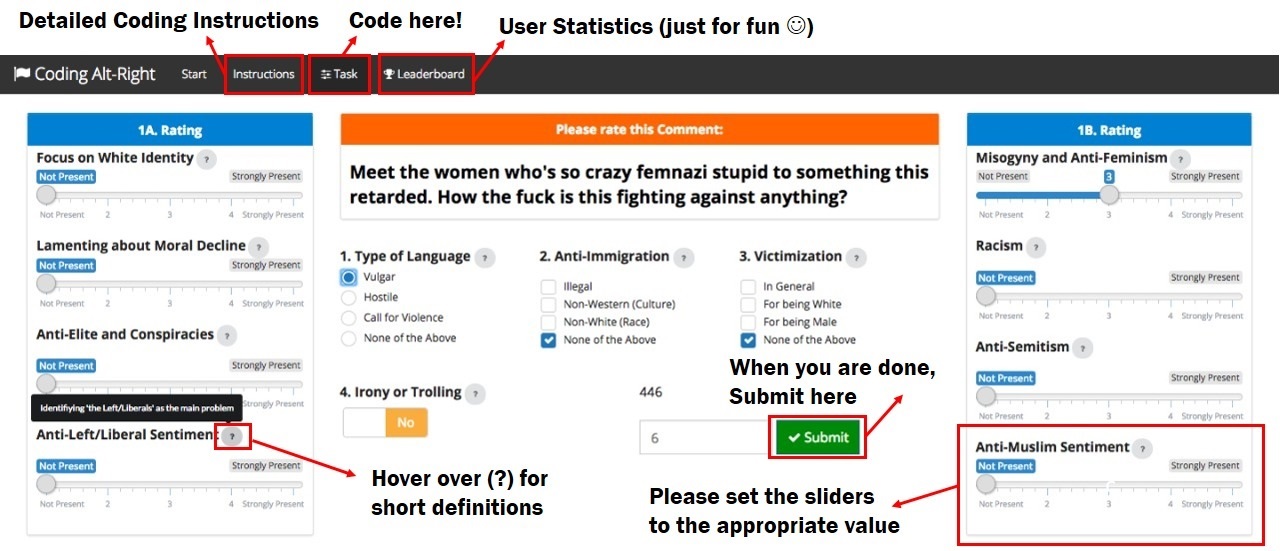 Detailed Coding Instructions
Code here!
User Statistics (just for fun ☺)
Coding Alt-Right Start Instructions Task Leaderboard
1A. Rating
Focus on White Identity ?
Not Present Strongly Present
Not Present 2 3 4 Strongly Present
Lamenting about Moral Decline ?
Not Present Strongly Present
Not Present 2 3 4 Strongly Present
Anti-Elite and Conspiracies ?
Not Present Strongly Present
Strongly Present
Identifying 'the Left/Liberals' as the main problem
Anti-Left/Liberal Sentiment ?
Not Present Strongly Present
Not Present 2 3 4 Strongly Present
Please rate this Comment:
Meet the women who's so crazy femnazi stupid to something this
retarded. How the fuck is this fighting against anything?
1. Type of Language ?
Vulgar
Hostile
Call for Violence
None of the Above
2. Anti-Immigration ?
Illegal
Non-Western (Culture)
Non-White (Race)
None of the Above
3. Victimization ?
In General
For being White
For being Male
None of the Above
4. Irony or Trolling ?
No
446
6
Submit
When you are done,
Submit here
Hover over (?) for
short definitions
Please set the sliders
to the appropriate value
1B. Rating
Misogyny and Anti-Feminism ?
Not Present 3 Strongly Present
Not Present 2 3 4 Strongly Present
Racism ?
Not Present Strongly Present
Not Present 2 3 4 Strongly Present
Anti-Semitism ?
Not Present Strongly Present
Not Present 2 3 4 Strongly Present
Anti-Muslim Sentiment ?
Not Present Strongly Present
Not Present 2 3 4 Strongly Present